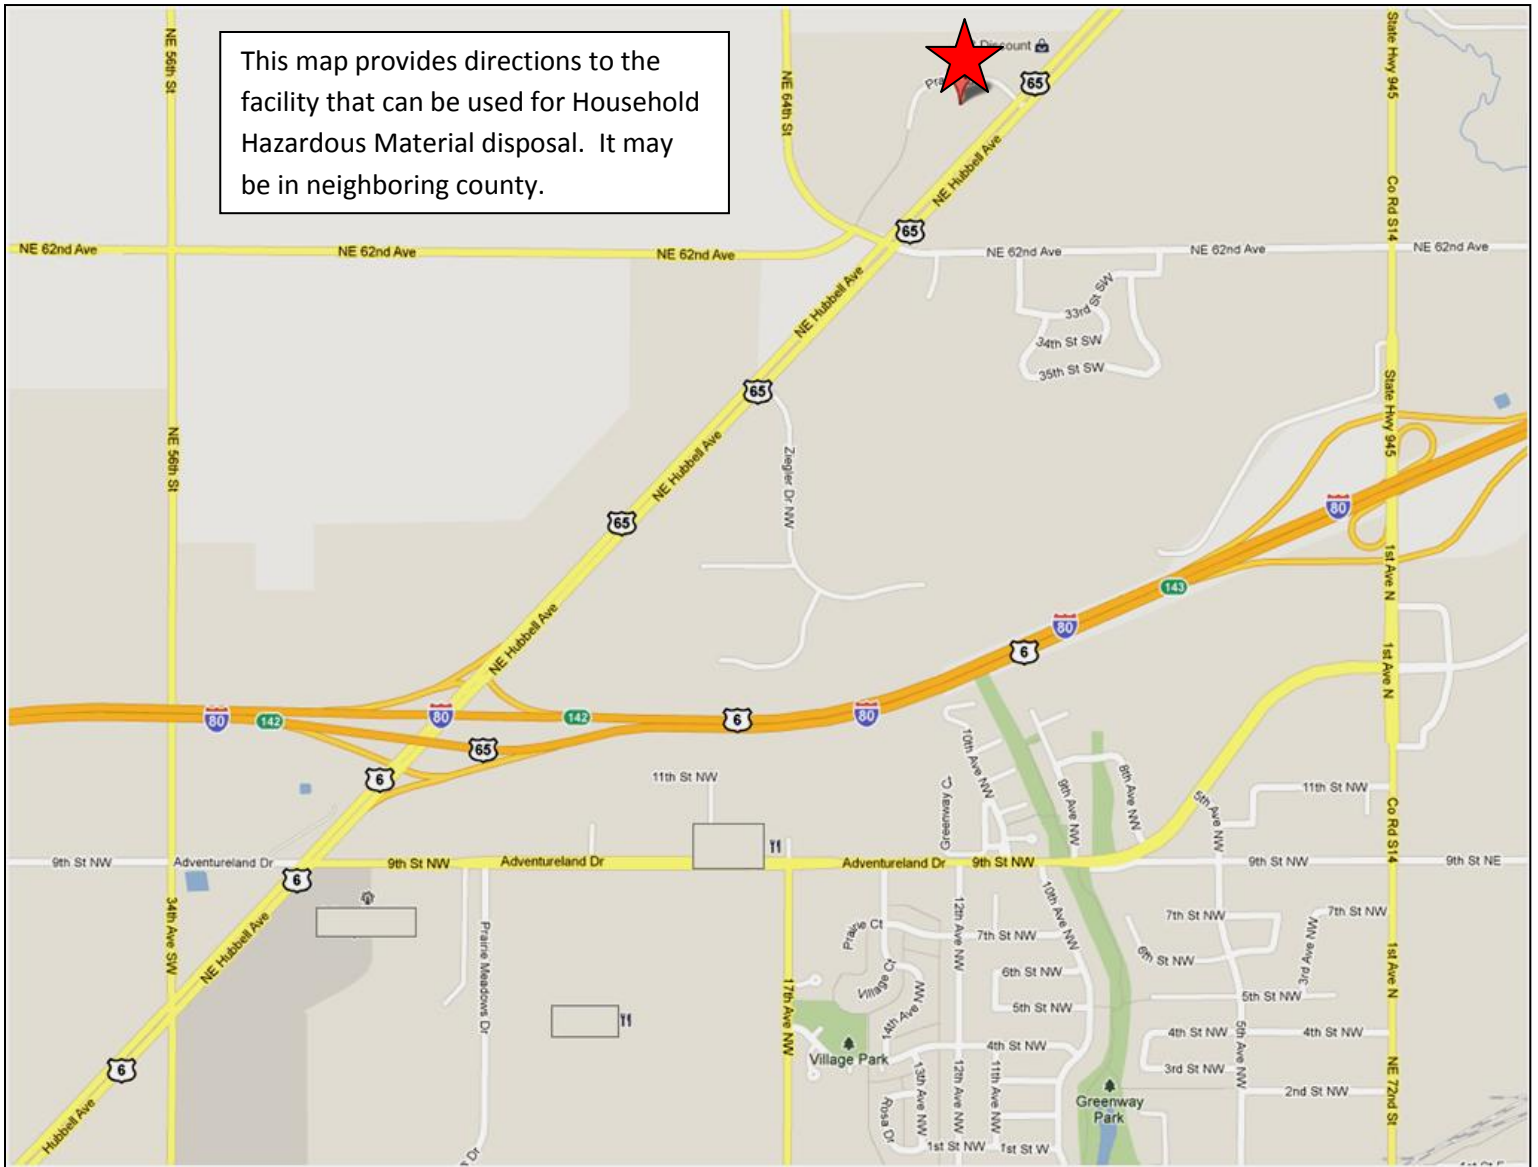 This map provides directions to the
facility that can be used for Household
Hazardous Material disposal.  It may
be in neighboring county.
NE 56th St
NE 64th St
Discount
65
State Hwy 945
NE Hubbell Ave
Co Rd S14
65
NE 62nd Ave
NE 62nd Ave
NE 62nd Ave
NE 62nd Ave
NE 62nd Ave
NE 62nd Ave
NE Hubbell Ave
33rd St SW
34th St SW
35th St SW
65
State Hwy 945
NE 56th St
NE Hubbell Ave
Ziegler Dr NW
65
80
1st Ave N
143
NE Hubbell Ave
80
6
1st Ave N
80
142
80
142
6
80
65
6
10th Ave NW
9th Ave NW
8th Ave NW
11th St NW
Greenway Ct
5th Ave NW
11th St NW
Co Rd S14
9th St NW
Adventureland Dr
9th St NW
Adventureland Dr
Adventureland Dr
9th St NW
9th St NW
9th St NE
6
34th Ave SW
NE Hubbell Ave
Prairie Meadows Dr
17th Ave NW
Prairie Ct
Village Ct
14th Ave NW
12th Ave NW
10th Ave NW
7th St NW
6th St NW
5th St NW
4th St NW
7th St NW
7th St NW
6th St NW
3rd Ave NW
5th St NW
1st Ave N
4th St NW
4th St NW
5th Ave NW
3rd St NW
2nd St NW
NE 72nd St
6
Hubbell Ave
Village Park
13th Ave NW
12th Ave NW
11th Ave NW
Rosa Dr
Greenway
Park
1st St NW
1st St W
Dr